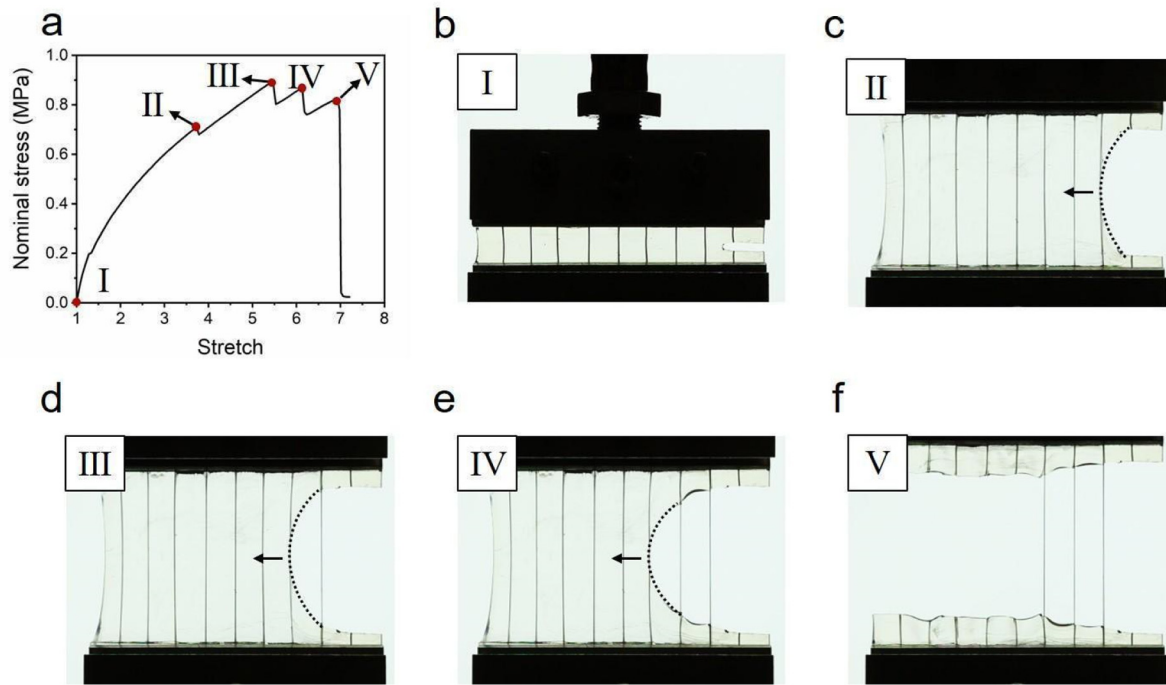 a
Nominal stress (MPa)
1.0
0.8
0.6
0.4
0.2
0.0
I
II
III
IV
V
1 2 3 4 5 6 7 8
Stretch
b
I
c
II
d
III
e
IV
f
V